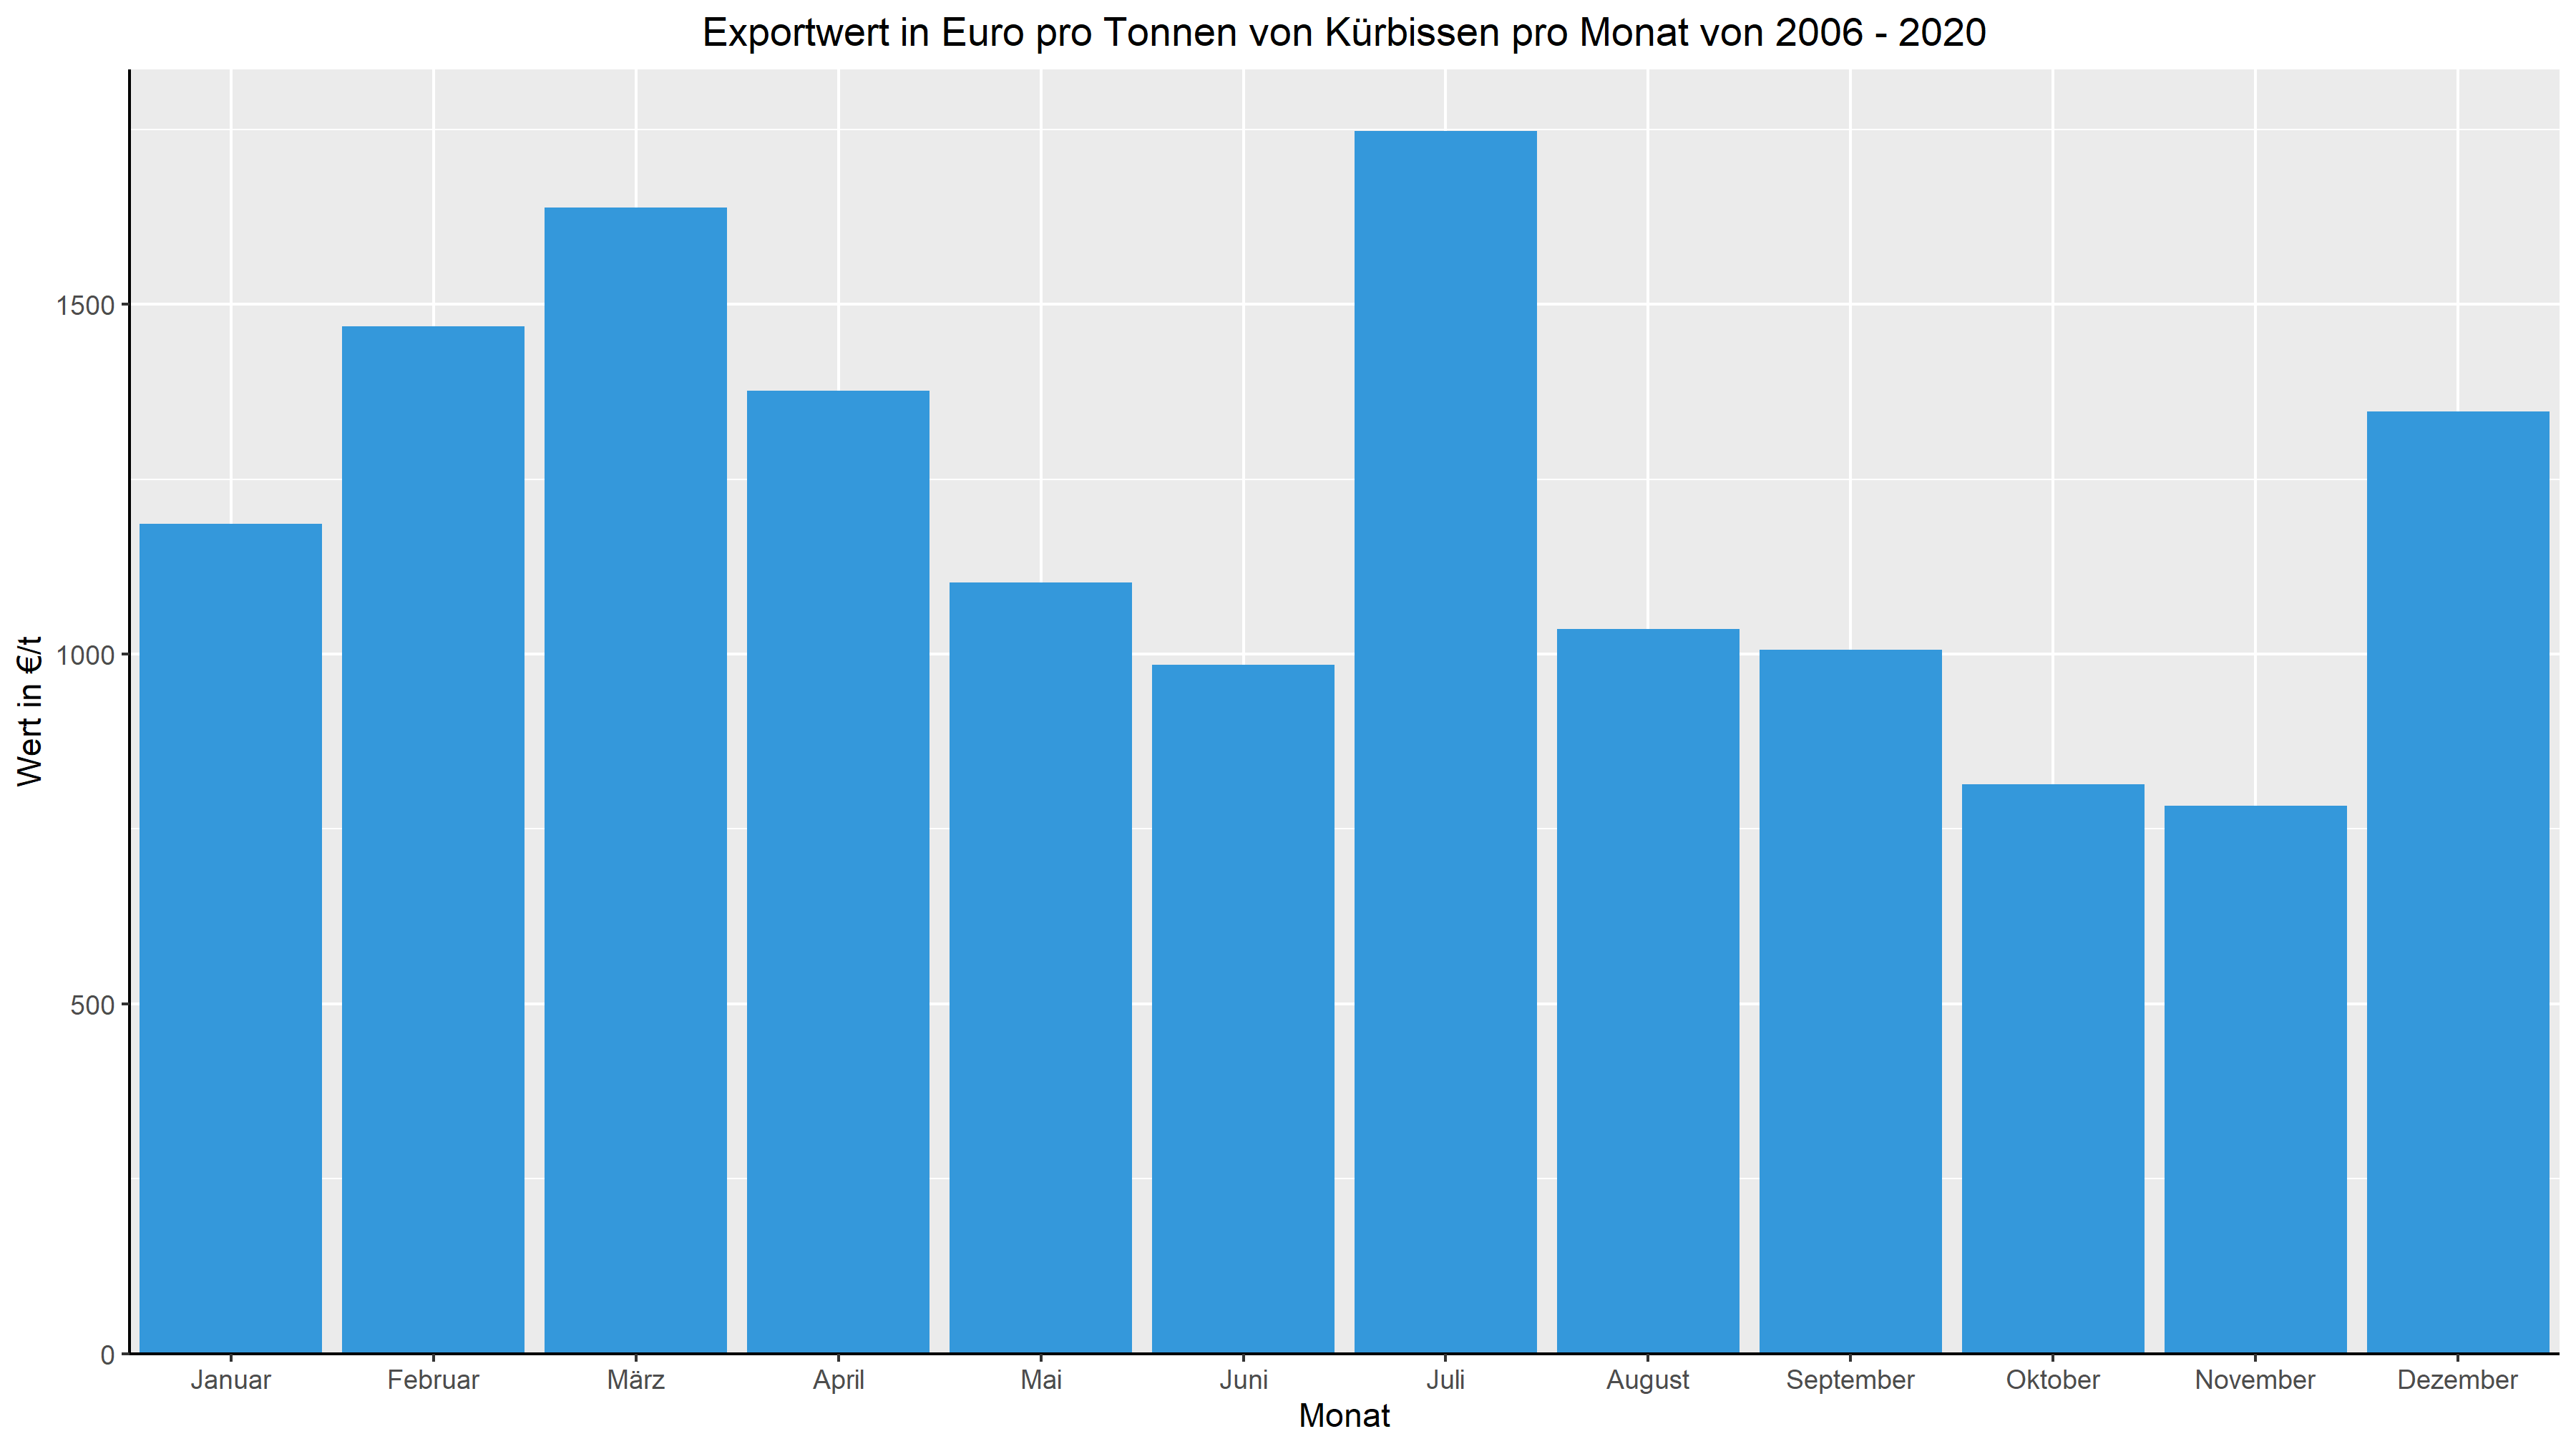 Exportwert in Euro pro Tonnen von Kürbissen pro Monat von 2006 - 2020
Wert in €/t
1500
1000
500
0
Januar Februar März April Mai Juni Juli August September Oktober November Dezember
Monat